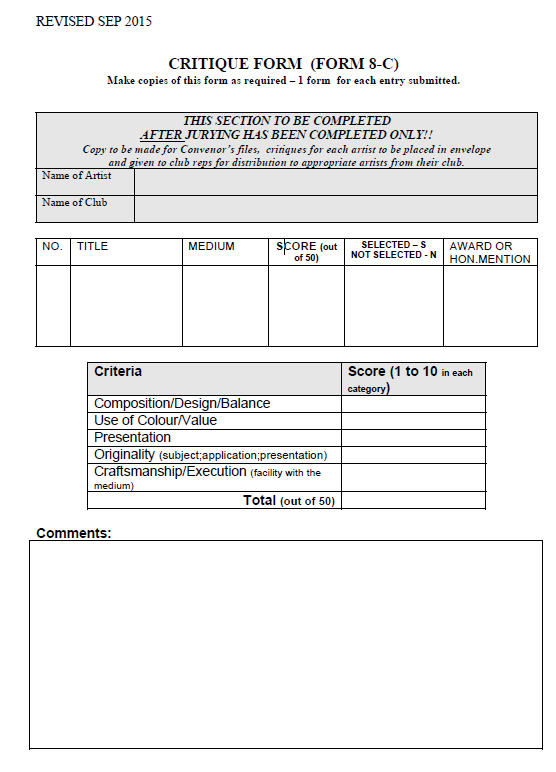 REVISED SEP 2015
CRITIQUE FORM (FORM 8-C)
Make copies of this form as required – 1 form for each entry submitted.
THIS SECTION TO BE COMPLETED
AFTER JURYING HAS BEEN COMPLETED ONLY!!
Copy to be made for Convenor's files, critiques for each artist to be placed in envelope
and given to club reps for distribution to appropriate artists from their club.
Name of Artist
Name of Club
NO. TITLE MEDIUM SCORE (out of 50) SELECTED – S NOT SELECTED - N AWARD OR HON.MENTION
Criteria Score (1 to 10 in each category)
Composition/Design/Balance
Use of Colour/Value
Presentation
Originality (subject;application;presentation)
Craftsmanship/Execution (facility with the
medium)
Total (out of 50)
Comments: